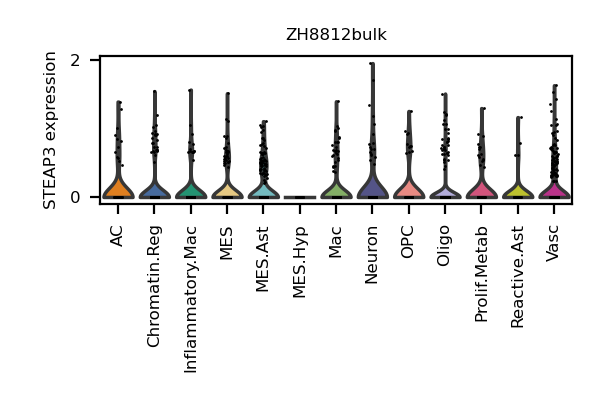 ZH8812bulk
STEAP3 expression
2
0
AC
Chromatin.Reg
Inflammatory.Mac
MES
MES.Ast
MES.Hyp
Mac
Neuron
OPC
Oligo
Prolif.Metab
Reactive.Ast
Vasc